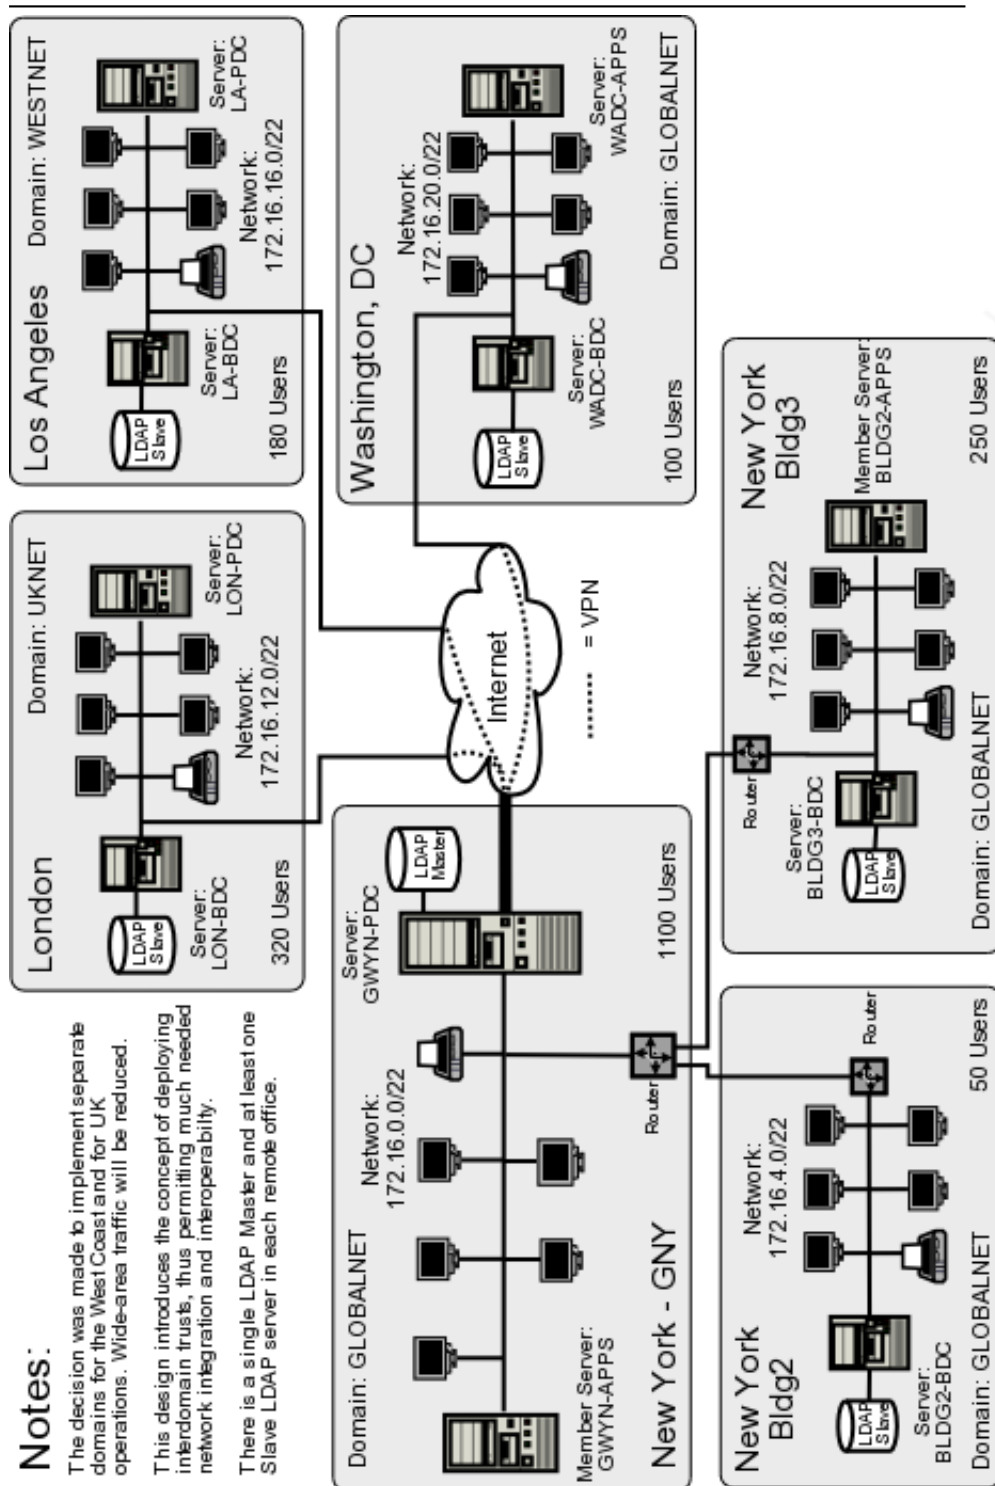 Notes:
The decision was made to implement separate
domains for the West Coast and for UK
operations. Wide-area traffic will be reduced.
This design introduces the concept of deploying
interdomain trusts, thus permitting much needed
network integration and interoperabilty.
There is a single LDAP Master and at least one
Slave LDAP server in each remote office.
London
Domain: UKNET
LDAP
Slave
Server:
LON-BDC
Network:
172.16.12.0/22
Server:
LON-PDC
320 Users
Los Angeles
Domain: WESTNET
LDAP
Slave
Server:
LA-BDC
Network:
172.16.16.0/22
Server:
LA-PDC
180 Users
Domain: GLOBALNET
Network:
172.16.0.0/22
Server:
GWYN-PDC
LDAP
Master
Member Server:
GWYN-APPS
New York - GNY
Router
1100 Users
Internet
= VPN
Washington, DC
Network:
172.16.20.0/22
LDAP
Slave
Server:
WADC-BDC
Server:
WADC-APPS
100 Users
Domain: GLOBALNET
New York
Bldg2
Network:
172.16.4.0/22
LDAP
Slave
Server:
BLDG2-BDC
Router
Domain: GLOBALNET
50 Users
Router
Network:
172.16.8.0/22
New York
Bldg3
Server:
BLDG3-BDC
LDAP
Slave
Member Server:
BLDG2-APPS
Domain: GLOBALNET
250 Users